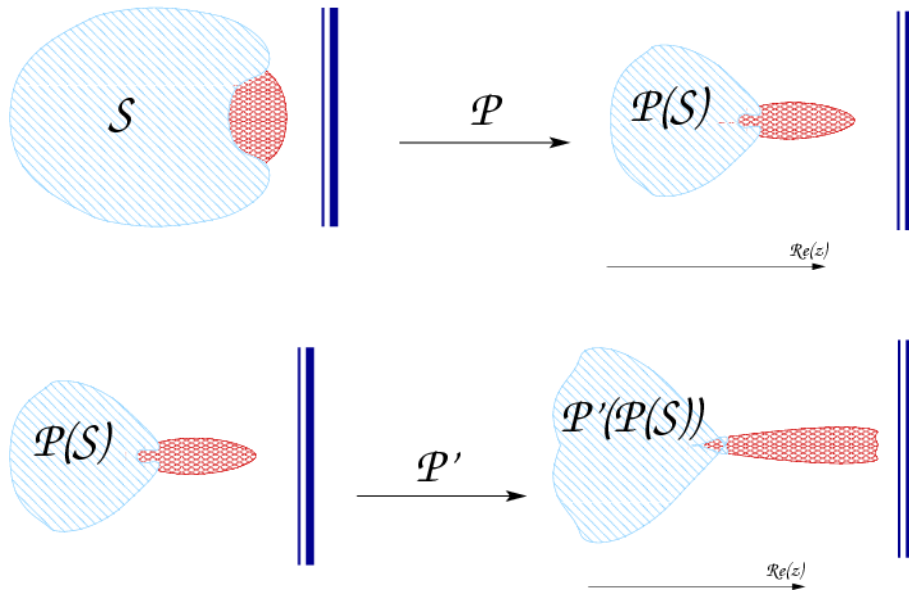 S
P
P(S)
Re(z)
P(S)
P'
P'(P(S))
Re(z)